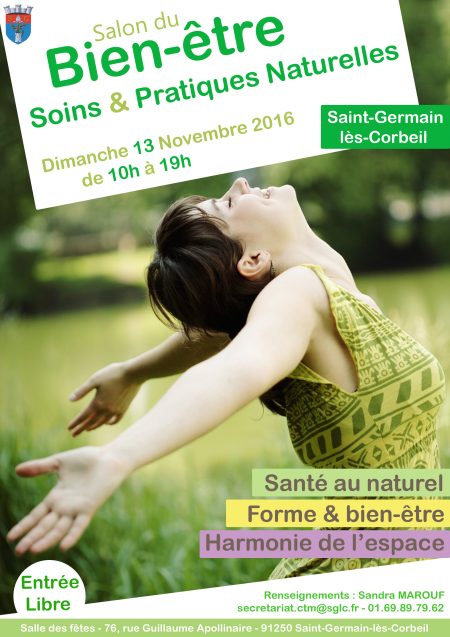 Salon du
Bien-être
Soins & Pratiques Naturelles
Dimanche 13 Novembre 2016
de 10h à 19h
Saint-Germain
lès-Corbeil
Santé au naturel
Forme & bien-être
Harmonie de l'espace
Entrée
Libre
Renseignements : Sandra MAROUF
secretariat.ctm@sglc.fr - 01.69.89.79.62
Salle des fêtes - 76, rue Guillaume Apollinaire - 91250 Saint-Germain-lès-Corbeil